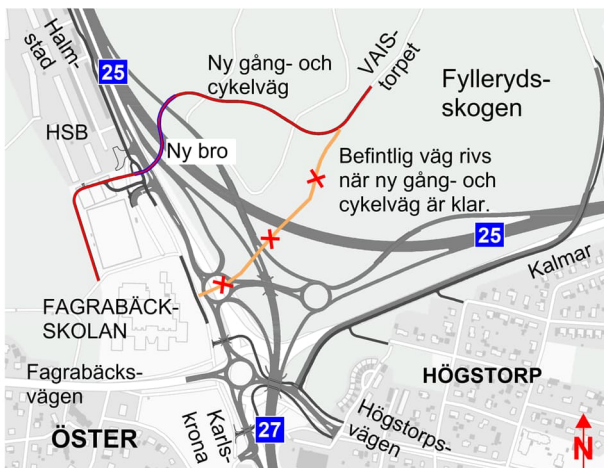 Halm-
stad
25
Ny gång- och
cykelväg
VAIS-
torpet
Fylleryds-
skogen
HSB
Ny bro
Befintlig väg rivs
när ny gång- och
cykelväg är klar.
25
Kalmar
FAGRABÄCK-
SKOLAN
Fagrabäcks-
vägen
HÖGSTORP
ÖSTER
Karls-
krona
27
Högstorps-
vägen
N